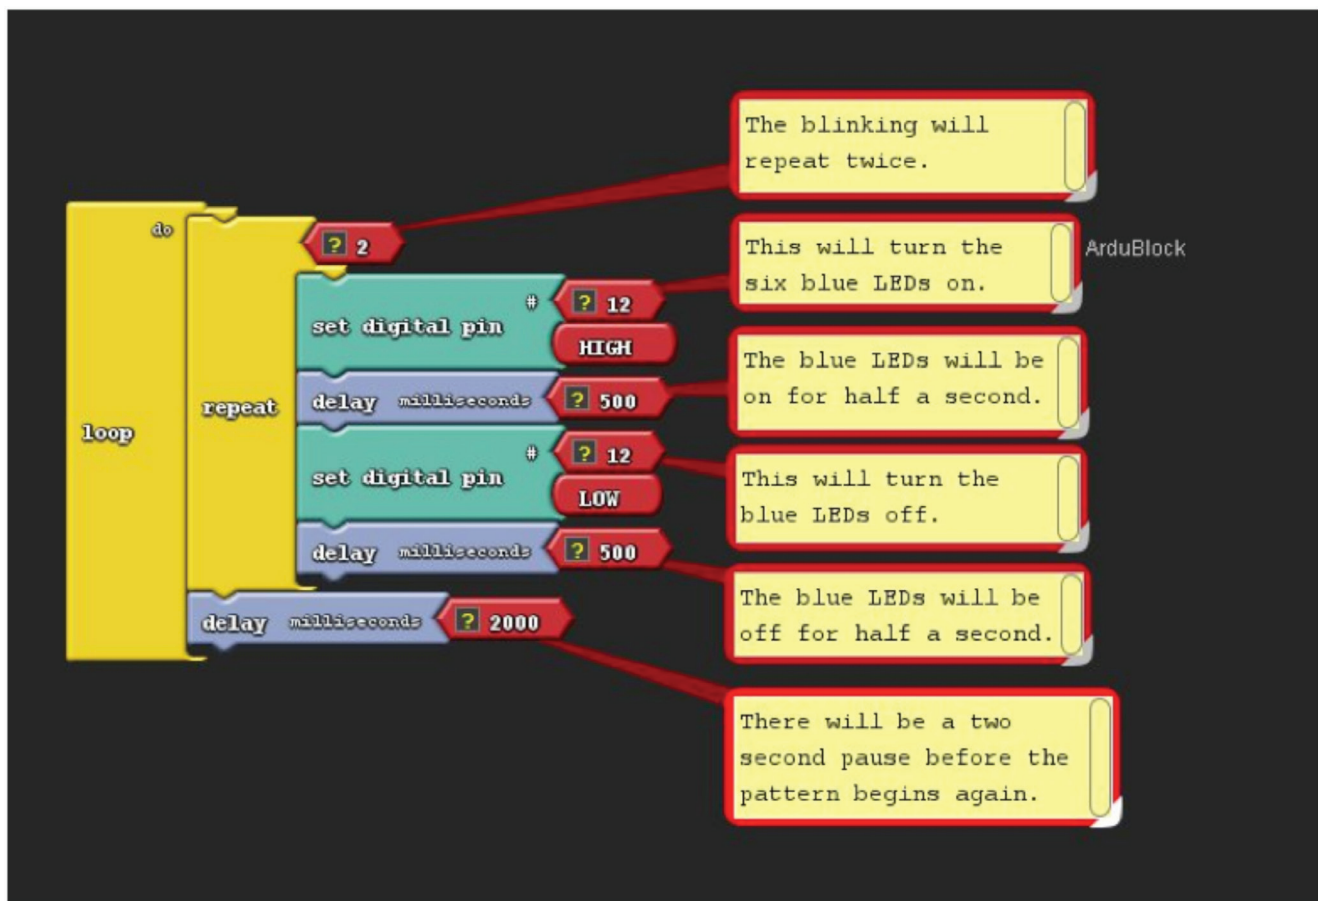 The blinking will
repeat twice.
do
? 2
This will turn the
six blue LEDs on.
ArduBlock
# ? 12
set digital pin
HIGH
The blue LEDs will be
on for half a second.
repeat
delay milliseconds ? 500
loop
# ? 12
set digital pin
LOW
This will turn the
blue LEDs off.
delay milliseconds ? 500
The blue LEDs will be
off for half a second.
delay milliseconds ? 2000
There will be a two
second pause before the
pattern begins again.